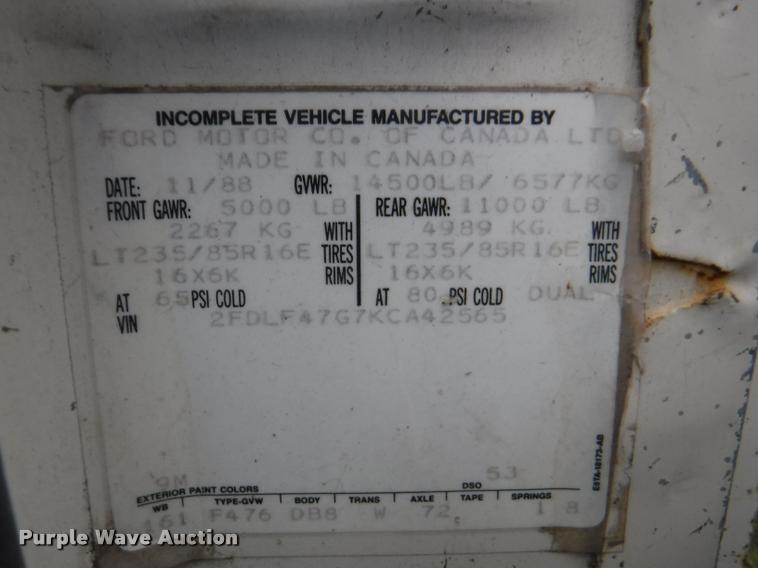 INCOMPLETE VEHICLE MANUFACTURED BY
FORD MOTOR CO. OF CANADA LTD
MADE IN CANADA
DATE: 11/88 GVWR: 14500LB/ 6577KG
FRONT GAWR: 5000 LB REAR GAWR: 11000 LB
2267 KG WITH 4989 KG WITH
LT235/85R16E TIRES LT235/85R16E TIRES
16X6K RIMS 16X6K RIMS
AT 65 PSI COLD AT 80 PSI COLD DUAL
VIN 2FDLF47G7KCA42565
E6TA-18173-AB
9M 53
EXTERIOR PAINT COLORS DSO
WB TYPE-GVW BODY TRANS AXLE TAPE SPRINGS
161 F476 DB8 W 72 1 8
Purple Wave Auction